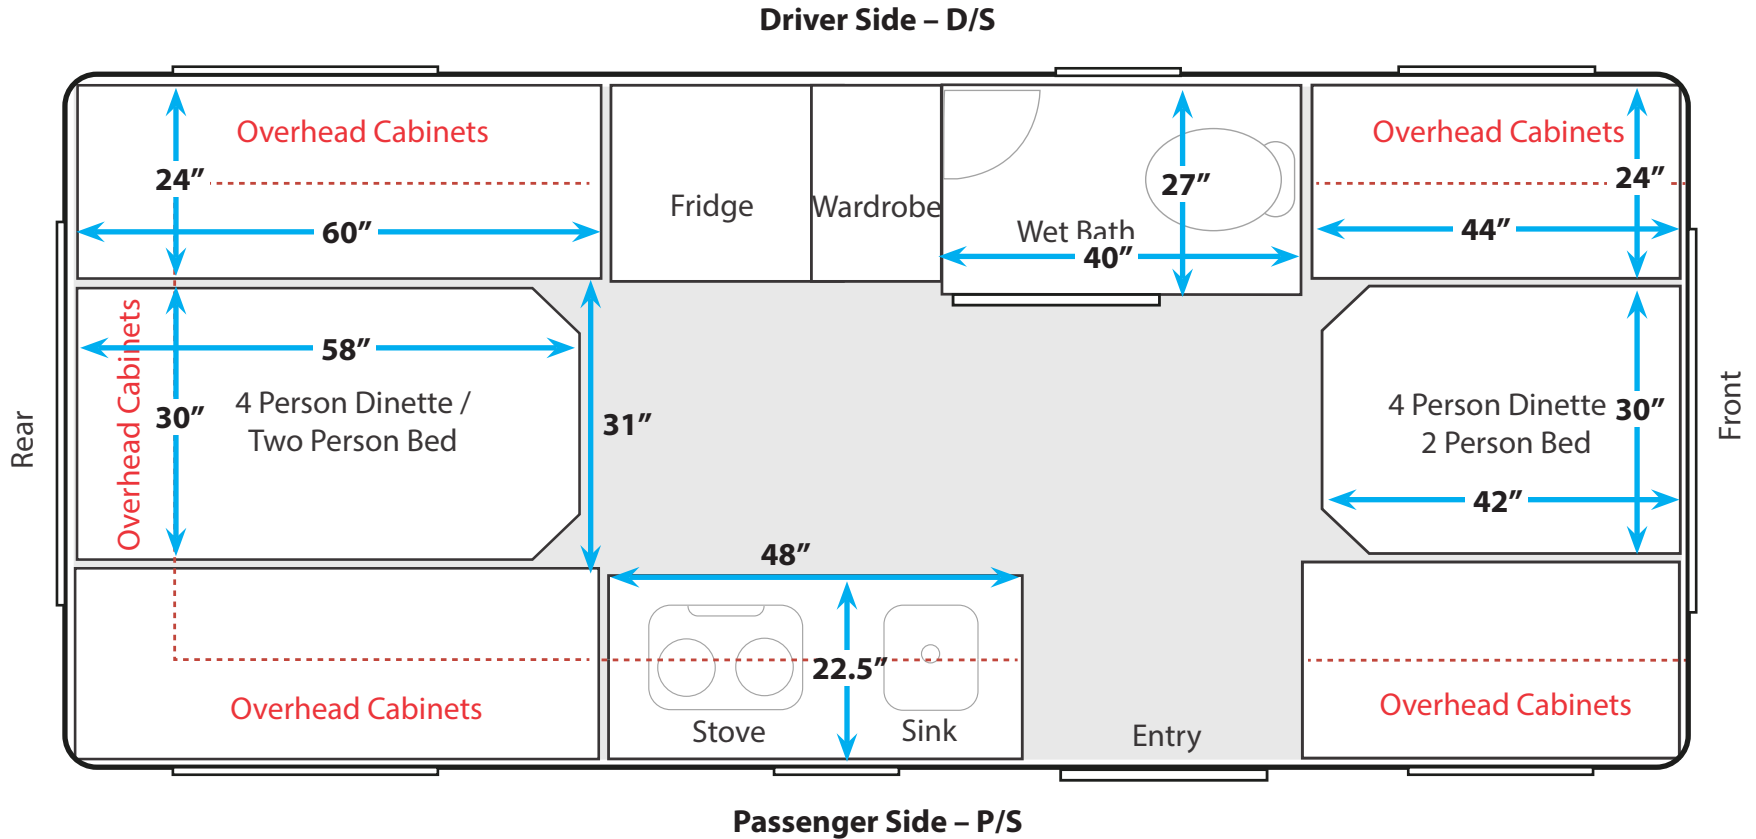 Driver Side – D/S
Overhead Cabinets
24”
60”
Fridge
Wardrobe
Wet Bath
27”
40”
Overhead Cabinets
24”
44”
Rear
Overhead Cabinets
58”
30”
4 Person Dinette /
Two Person Bed
31”
4 Person Dinette
2 Person Bed
30”
42”
Front
48”
22.5”
Stove
Sink
Overhead Cabinets
Entry
Overhead Cabinets
Passenger Side – P/S